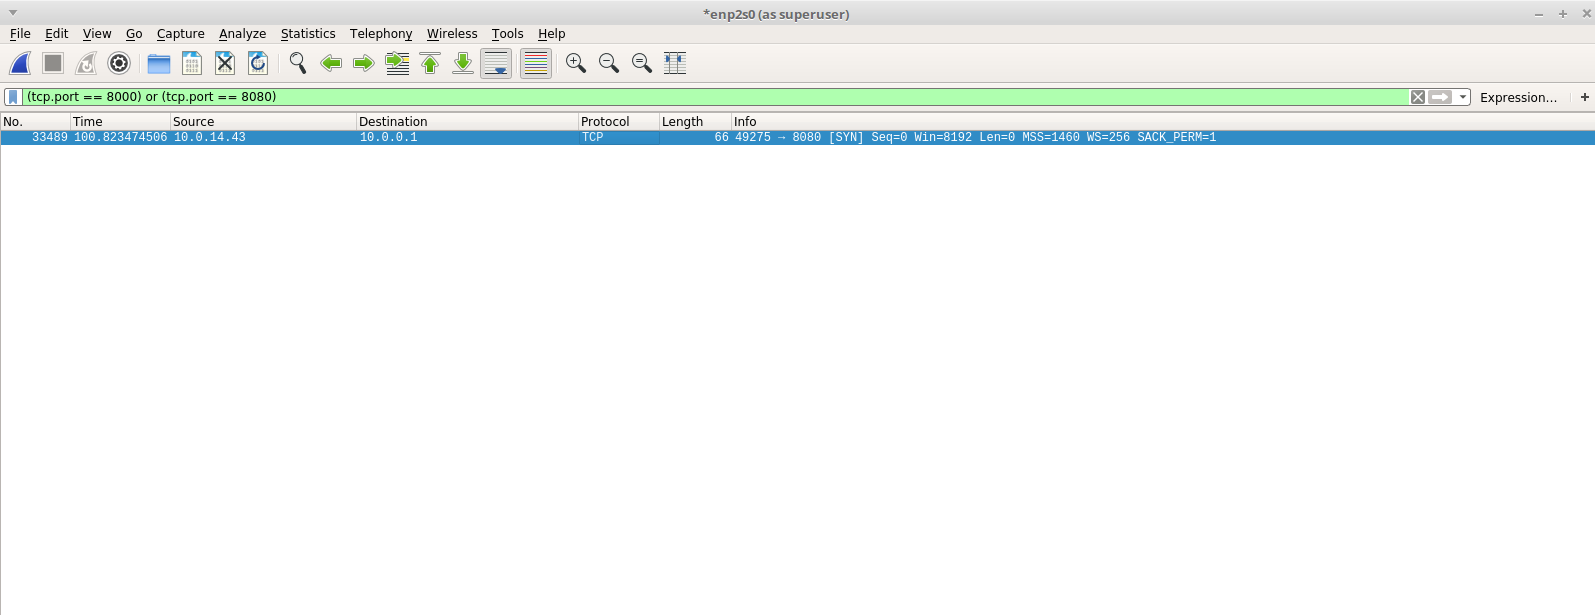 *enp2s0 (as superuser)
File Edit View Go Capture Analyze Statistics Telephony Wireless Tools Help
(tcp.port == 8000) or (tcp.port == 8080) Expression... +
No. Time Source Destination Protocol Length Info
33489 100.823474506 10.0.14.43 10.0.0.1 TCP 66 49275 → 8080 [SYN] Seq=0 Win=8192 Len=0 MSS=1460 WS=256 SACK_PERM=1